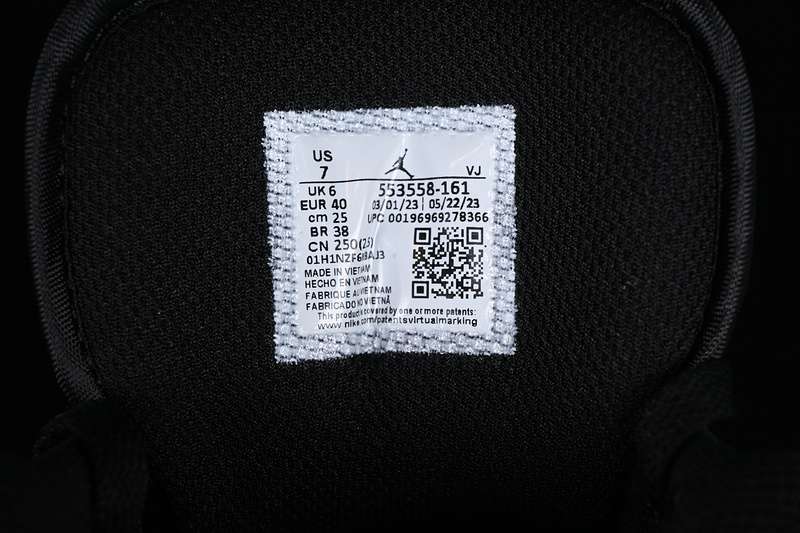 US
7
VJ
UK 6
553558-161
EUR 40
03/01/23 | 05/22/23
cm 25
UPC: 00196969278366
BR 38
CN 250(25)
MADE IN VIETNAM
HECHO EN VIETNAM
FABRIQUE AU VIETNAM
FABRICADO NO VIETNÃ
This product is covered by one or more patents:
www.nike.com/patentsvirtualmarking